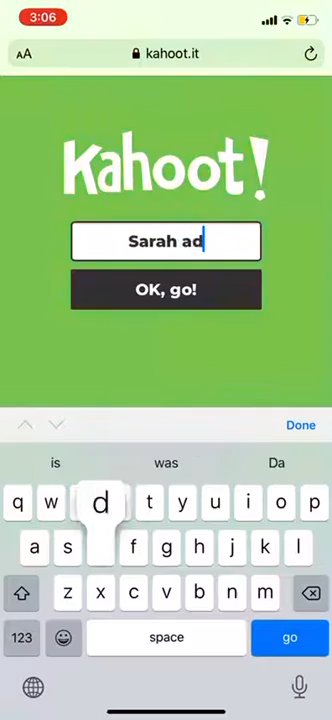 3:06
AA kahoot.it
Kahoot!
Sarah ad
OK, go!
Done
is was Da
q w d t y u i o p
a s f g h j k l
z x c v b n m
123 space go